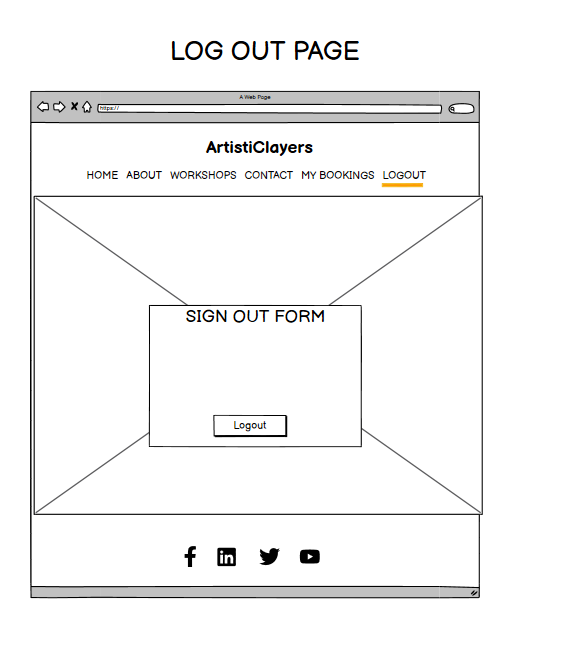 LOG OUT PAGE
A Web Page
https://
ArtistiClayers
HOME ABOUT WORKSHOPS CONTACT MY BOOKINGS LOGOUT
SIGN OUT FORM
Logout